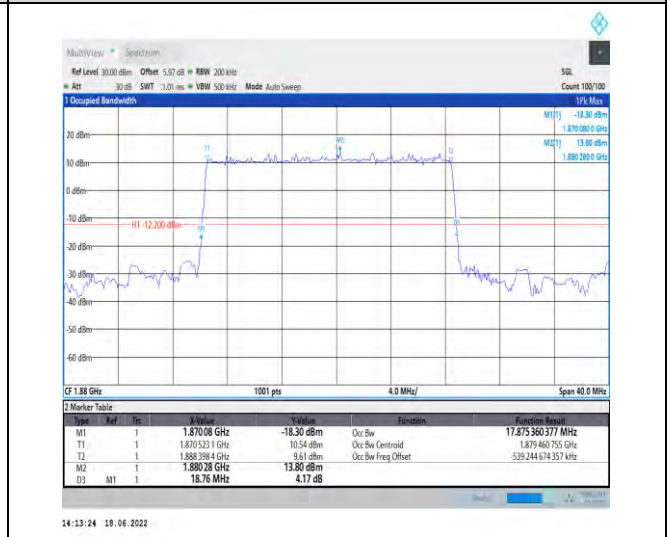 MultiView Spectrum
Ref Level 30.00 dBm Offset 5.97 dB RBW 200 kHz SGL
Att 30 dB SWT 1.01 ms VBW 500 kHz Mode Auto Sweep Count 100/100
1 Occupied Bandwidth 1Pk Max
M1[1] -18.30 dBm
1.870 080 0 GHz
M2[1] 13.80 dBm
1.880 280 0 GHz
20 dBm
T1
M2
T2
10 dBm
0 dBm
-10 dBm
H1 -12.200 dBm
-20 dBm
-30 dBm
-40 dBm
-50 dBm
-60 dBm
CF 1.88 GHz 1001 pts 4.0 MHz/ Span 40.0 MHz
2 Marker Table
Type Ref Trc X-Value Y-Value Function Function Result
M1 1 1.87008 GHz -18.30 dBm Occ Bw 17.875 360 377 MHz
T1 1 1.870 523 1 GHz 10.54 dBm Occ Bw Centroid 1.879 460 755 GHz
T2 1 1.888 398 4 GHz 9.61 dBm Occ Bw Freq Offset -539.244 674 357 kHz
M2 1 1.88028 GHz 13.80 dBm
D3 M1 1 18.76 MHz 4.17 dB
14:13:24 18.06.2022